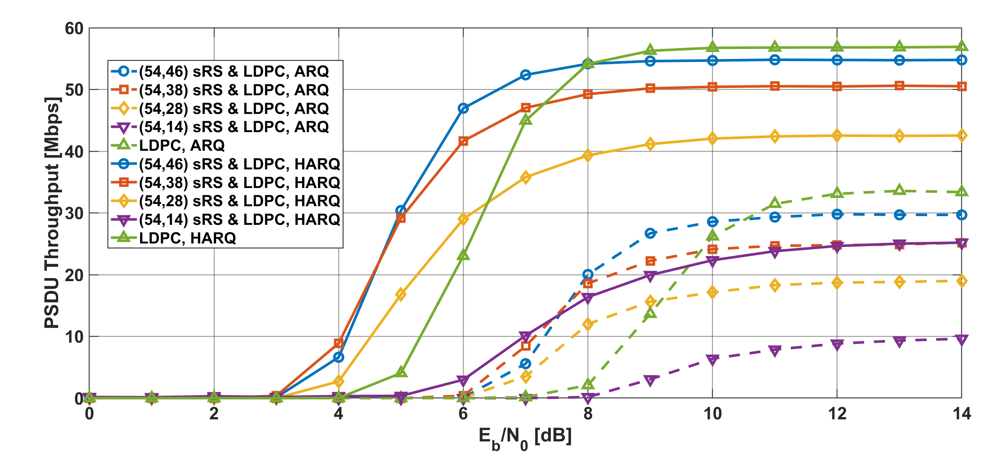 60
50
40
30
20
10
0
PSDU Throughput [Mbps]
(54,46) sRS & LDPC, ARQ
(54,38) sRS & LDPC, ARQ
(54,28) sRS & LDPC, ARQ
(54,14) sRS & LDPC, ARQ
LDPC, ARQ
(54,46) sRS & LDPC, HARQ
(54,38) sRS & LDPC, HARQ
(54,28) sRS & LDPC, HARQ
(54,14) sRS & LDPC, HARQ
LDPC, HARQ
0 2 4 6 8 10 12 14
E_b/N_0 [dB]